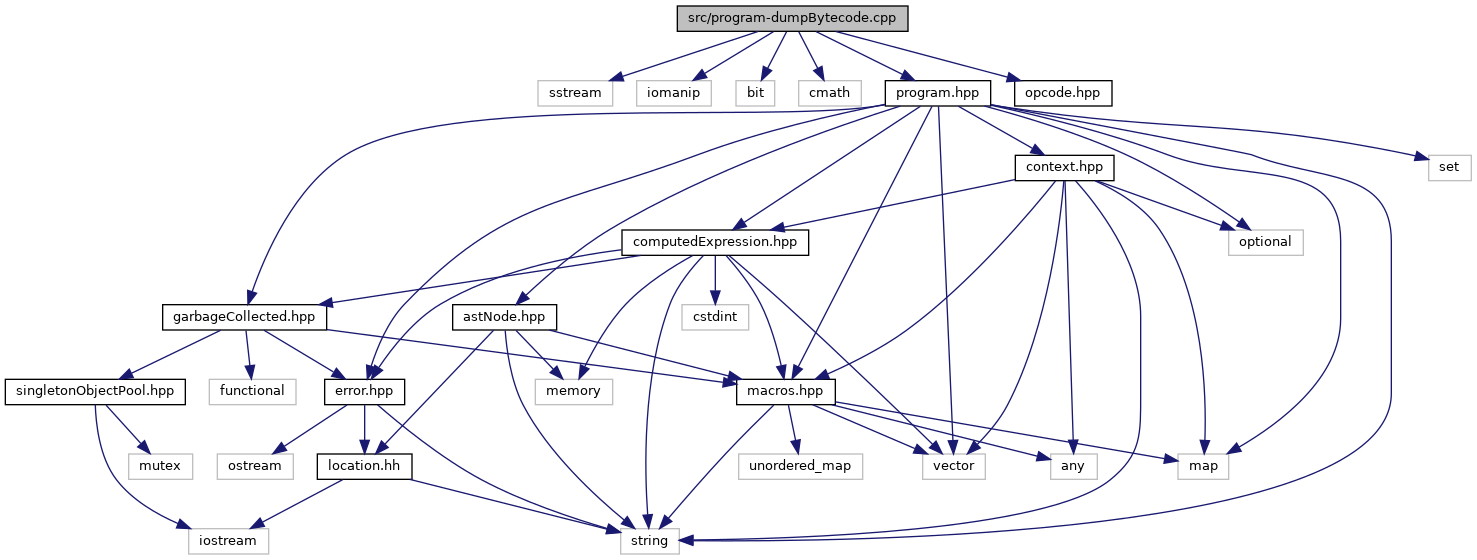 src/program-dumpBytecode.cpp
sstream
iomanip
bit
cmath
program.hpp
opcode.hpp
context.hpp
set
computedExpression.hpp
optional
garbageCollected.hpp
astNode.hpp
cstdint
singletonObjectPool.hpp
functional
error.hpp
memory
macros.hpp
mutex
ostream
location.hh
unordered_map
vector
any
map
iostream
string